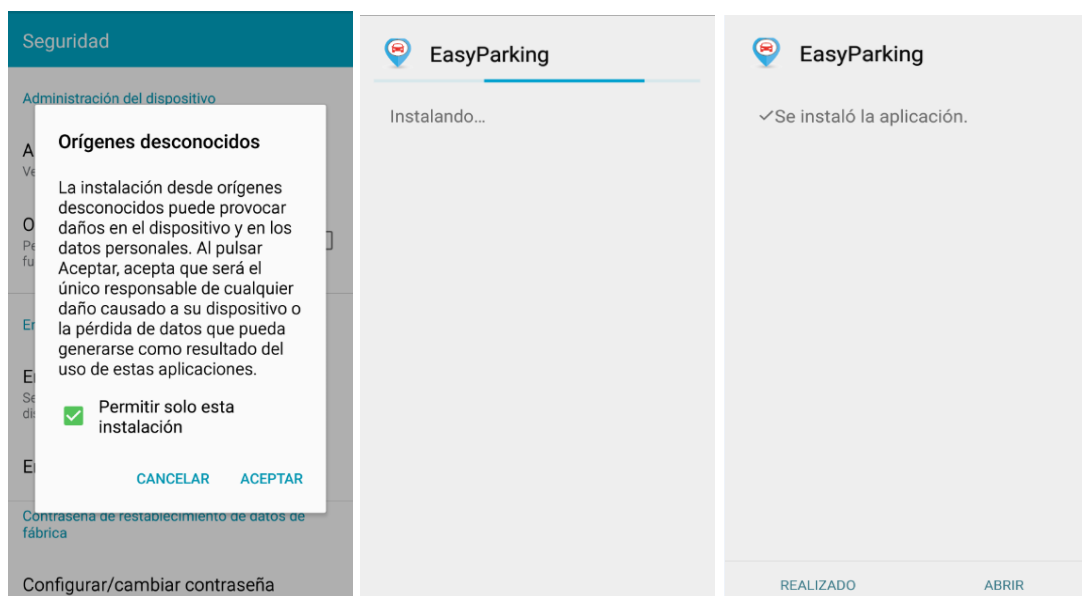 Seguridad
Administración del dispositivo
Orígenes desconocidos
La instalación desde orígenes
desconocidos puede provocar
daños en el dispositivo y en los
datos personales. Al pulsar
Aceptar, acepta que será el
único responsable de cualquier
daño causado a su dispositivo o
la pérdida de datos que pueda
generarse como resultado del
uso de estas aplicaciones.
Permitir solo esta
instalación
CANCELAR ACEPTAR
Contraseña de restablecimiento de datos de
fábrica
Configurar/cambiar contraseña
EasyParking
Instalando...
EasyParking
Se instaló la aplicación.
REALIZADO ABRIR